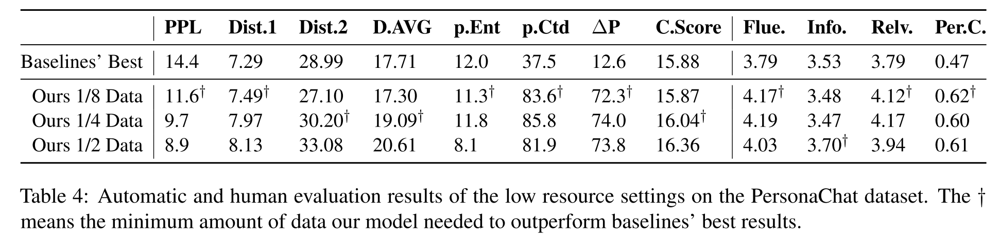 PPL Dist.1 Dist.2 D.AVG p.Ent p.Ctd ΔP C.Score Flue. Info. Relv. Per.C.
Baselines’ Best 14.4 7.29 28.99 17.71 12.0 37.5 12.6 15.88 3.79 3.53 3.79 0.47
Ours 1/8 Data 11.6† 7.49† 27.10 17.30 11.3† 83.6† 72.3† 15.87 4.17† 3.48 4.12† 0.62†
Ours 1/4 Data 9.7 7.97 30.20† 19.09† 11.8 85.8 74.0 16.04† 4.19 3.47 4.17 0.60
Ours 1/2 Data 8.9 8.13 33.08 20.61 8.1 81.9 73.8 16.36 4.03 3.70† 3.94 0.61
Table 4: Automatic and human evaluation results of the low resource settings on the PersonaChat dataset. The †
means the minimum amount of data our model needed to outperform baselines’ best results.